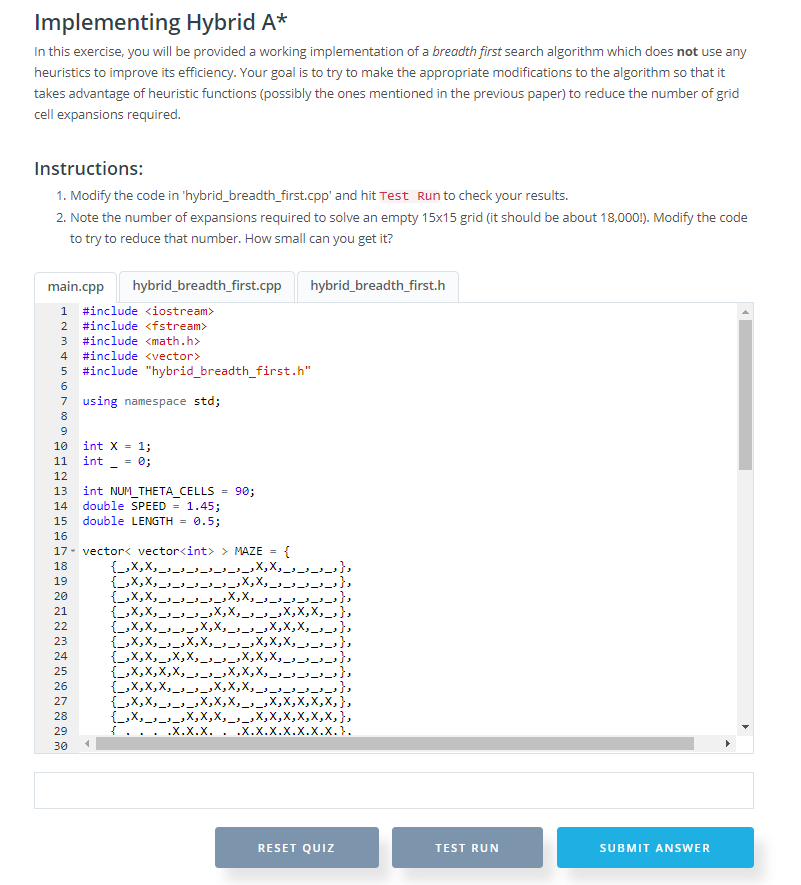 Implementing Hybrid A*
In this exercise, you will be provided a working implementation of a breadth first search algorithm which does not use any
heuristics to improve its efficiency. Your goal is to try to make the appropriate modifications to the algorithm so that it
takes advantage of heuristic functions (possibly the ones mentioned in the previous paper) to reduce the number of grid
cell expansions required.
Instructions:
1. Modify the code in 'hybrid_breadth_first.cpp' and hit Test Run to check your results.
2. Note the number of expansions required to solve an empty 15x15 grid (it should be about 18,000!). Modify the code
to try to reduce that number. How small can you get it?
main.cpp hybrid_breadth_first.cpp hybrid_breadth_first.h
1 #include <iostream>
2 #include <fstream>
3 #include <math.h>
4 #include <vector>
5 #include "hybrid_breadth_first.h"
6
7 using namespace std;
8
9
10 int X = 1;
11 int _ = 0;
12
13 int NUM_THETA_CELLS = 90;
14 double SPEED = 1.45;
15 double LENGTH = 0.5;
16
17 vector< vector<int> > MAZE = {
18 {_,X,X,_,_,_,_,_,_,_,X,X,_,_,_,_,},
19 {_,X,X,_,_,_,_,_,_,X,X,_,_,_,_,_,},
20 {_,X,X,_,_,_,_,_,X,X,_,_,_,_,_,_,},
21 {_,X,X,_,_,_,_,X,X,_,_,_,X,X,X,_,},
22 {_,X,X,_,_,_,X,X,_,_,_,X,X,X,_,_,},
23 {_,X,X,_,_,X,X,_,_,_,X,X,X,_,_,_,},
24 {_,X,X,_,X,X,_,_,_,X,X,X,_,_,_,_,},
25 {_,X,X,X,X,_,_,_,X,X,X,_,_,_,_,_,},
26 {_,X,X,X,_,_,_,X,X,X,_,_,_,_,_,_,},
27 {_,X,X,_,_,_,X,X,X,_,_,X,X,X,X,X,},
28 {_,X,_,_,_,X,X,X,_,_,X,X,X,X,X,X,},
29 {_,_,_,_,X,X,X,_,_,X,X,X,X,X,X,X,},
30
RESET QUIZ TEST RUN SUBMIT ANSWER